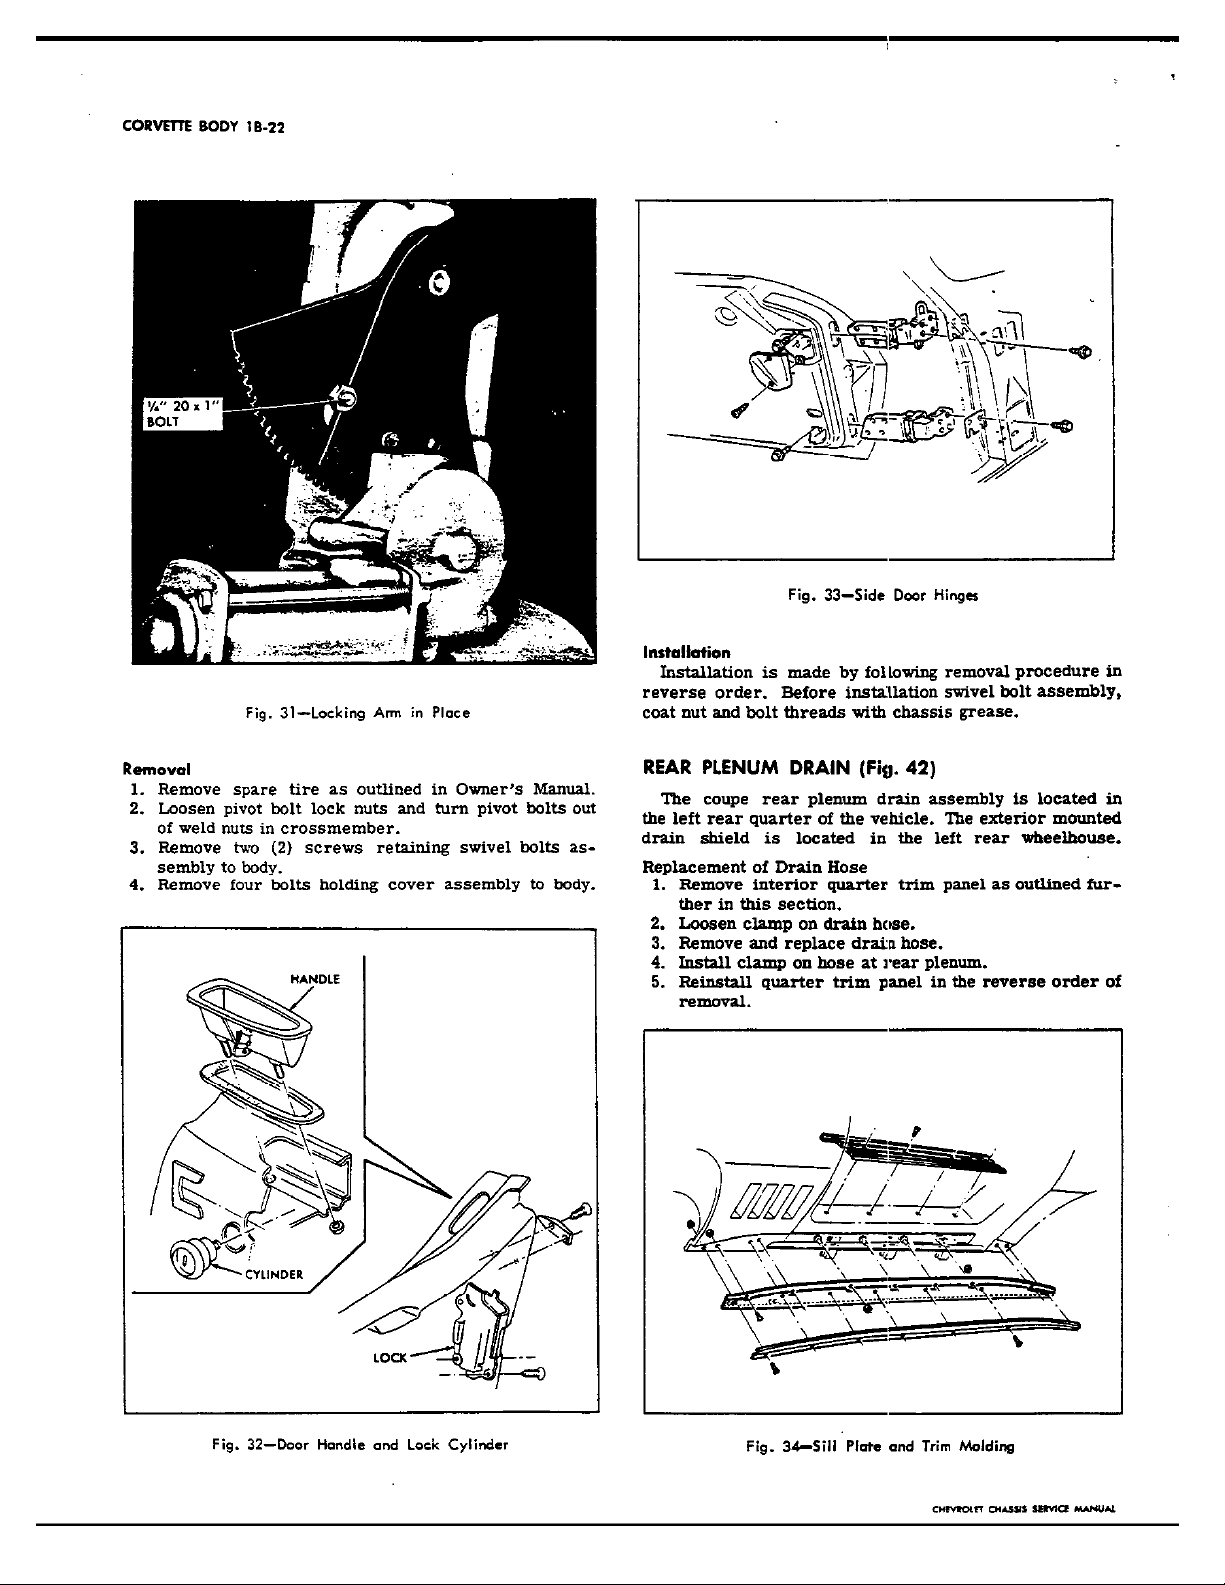 CORVETTE BODY 1B-22
¼" 20 x 1"
BOLT
Fig. 31—Locking Arm in Place
Removal
1. Remove spare tire as outlined in Owner's Manual.
2. Loosen pivot bolt lock nuts and turn pivot bolts out
of weld nuts in crossmember.
3. Remove two (2) screws retaining swivel bolts as-
sembly to body.
4. Remove four bolts holding cover assembly to body.
HANDLE
CYLINDER
LOCK
Fig. 32—Door Handle and Lock Cylinder
Fig. 33—Side Door Hinges
Installation
Installation is made by following removal procedure in
reverse order. Before installation swivel bolt assembly,
coat nut and bolt threads with chassis grease.
REAR PLENUM DRAIN (Fig. 42)
The coupe rear plenum drain assembly is located in
the left rear quarter of the vehicle. The exterior mounted
drain shield is located in the left rear wheelhouse.
Replacement of Drain Hose
1. Remove interior quarter trim panel as outlined fur-
ther in this section.
2. Loosen clamp on drain hose.
3. Remove and replace drain hose.
4. Install clamp on hose at rear plenum.
5. Reinstall quarter trim panel in the reverse order of
removal.
Fig. 34—Sill Plate and Trim Molding
CHEVROLET CHASSIS SERVICE MANUAL